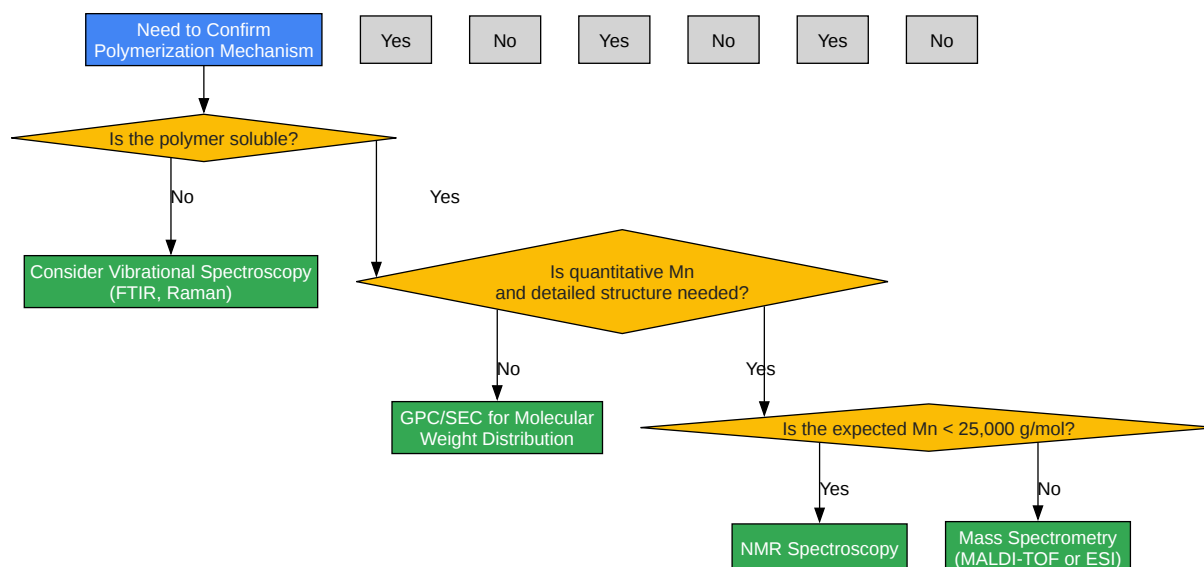 Need to Confirm
Polymerization Mechanism
Yes
No
Yes
No
Yes
No
Is the polymer soluble?
No
Yes
Consider Vibrational Spectroscopy
(FTIR, Raman)
Is quantitative Mn
and detailed structure needed?
No
Yes
GPC/SEC for Molecular
Weight Distribution
Is the expected Mn < 25,000 g/mol?
Yes
No
NMR Spectroscopy
Mass Spectrometry
(MALDI-TOF or ESI)